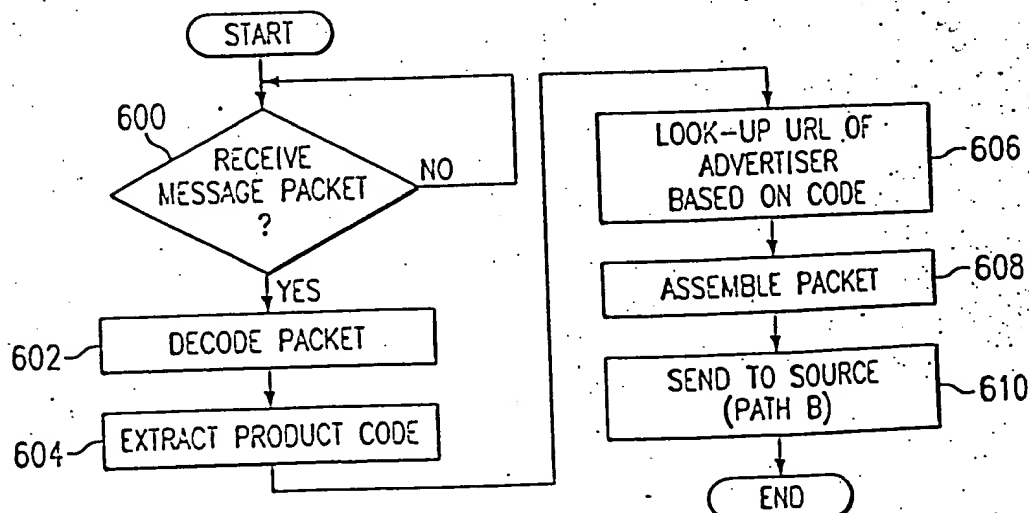 START
600
RECEIVE
MESSAGE PACKET
?
NO
YES
602
DECODE PACKET
604
EXTRACT PRODUCT CODE
LOOK-UP URL OF
ADVERTISER
BASED ON CODE
606
ASSEMBLE PACKET
608
SEND TO SOURCE
(PATH B)
610
END